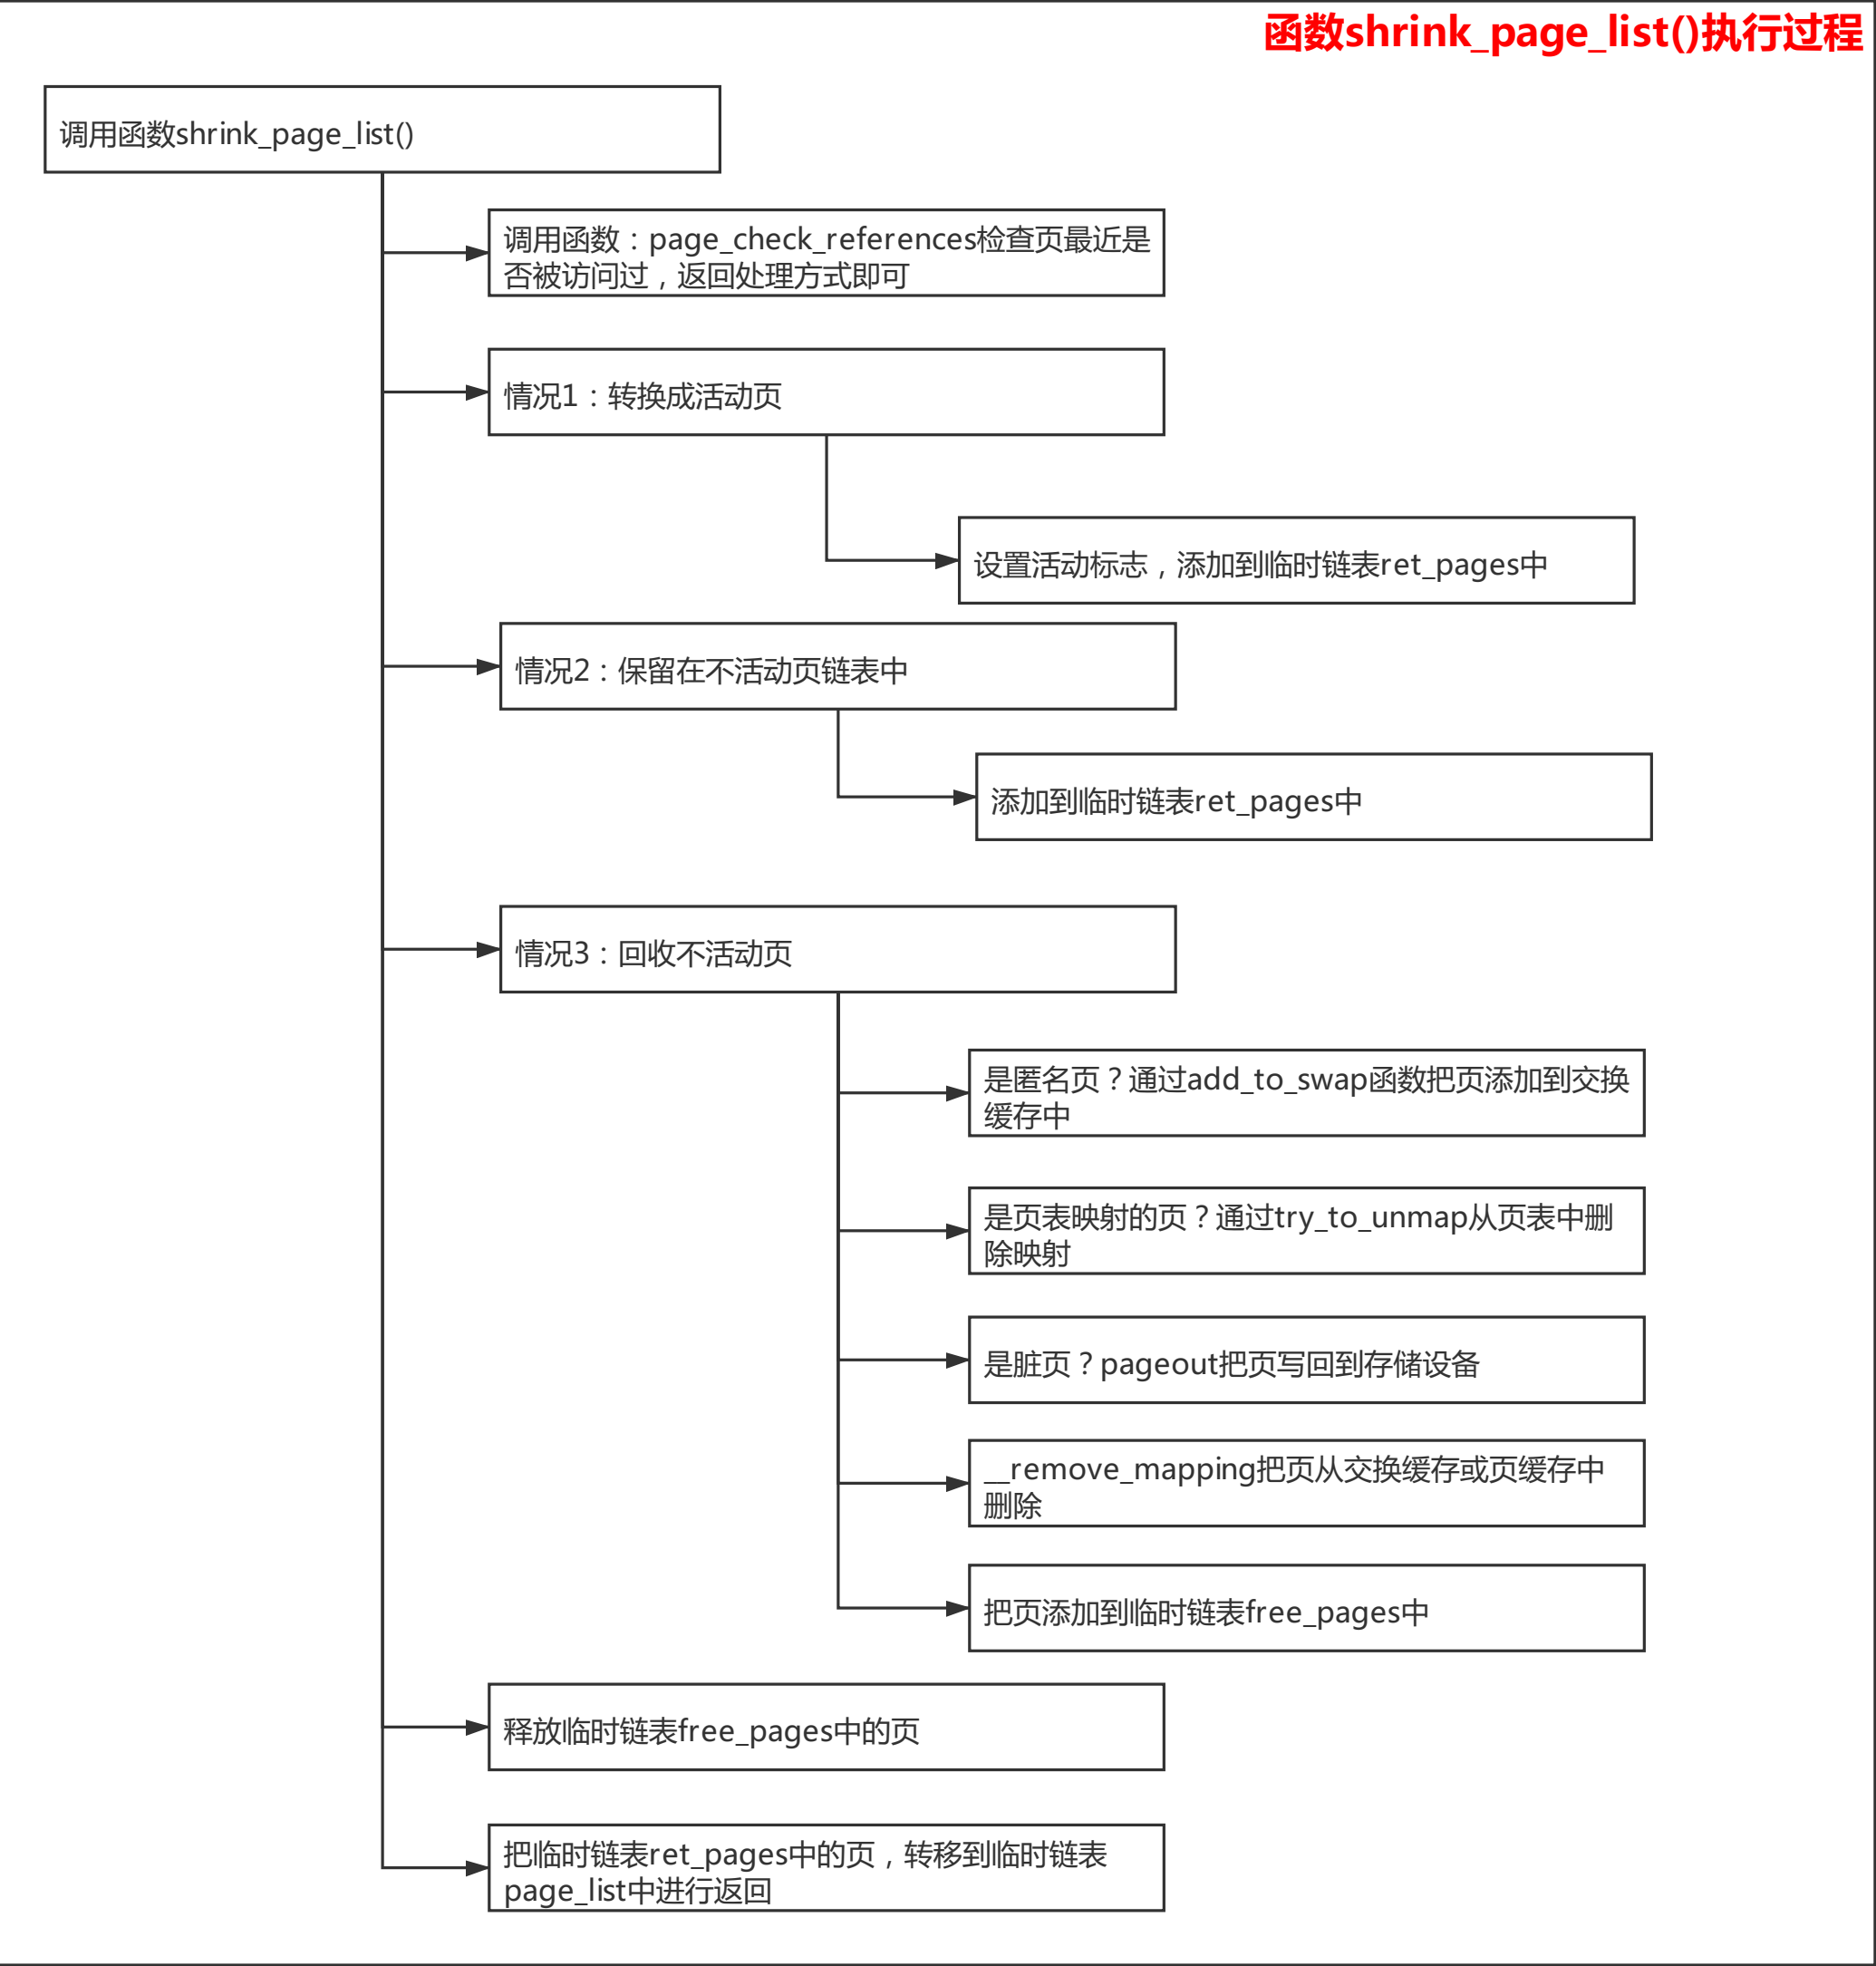 函数shrink_page_list()执行过程
调用函数shrink_page_list()
调用函数：page_check_references检查页最近是
否被访问过，返回处理方式即可
情况1：转换成活动页
设置活动标志，添加到临时链表ret_pages中
情况2：保留在不活动页链表中
添加到临时链表ret_pages中
情况3：回收不活动页
是匿名页？通过add_to_swap函数把页添加到交换
缓存中
是页表映射的页？通过try_to_unmap从页表中删
除映射
是脏页？pageout把页写回到存储设备
__remove_mapping把页从交换缓存或页缓存中
删除
把页添加到临时链表free_pages中
释放临时链表free_pages中的页
把临时链表ret_pages中的页，转移到临时链表
page_list中进行返回